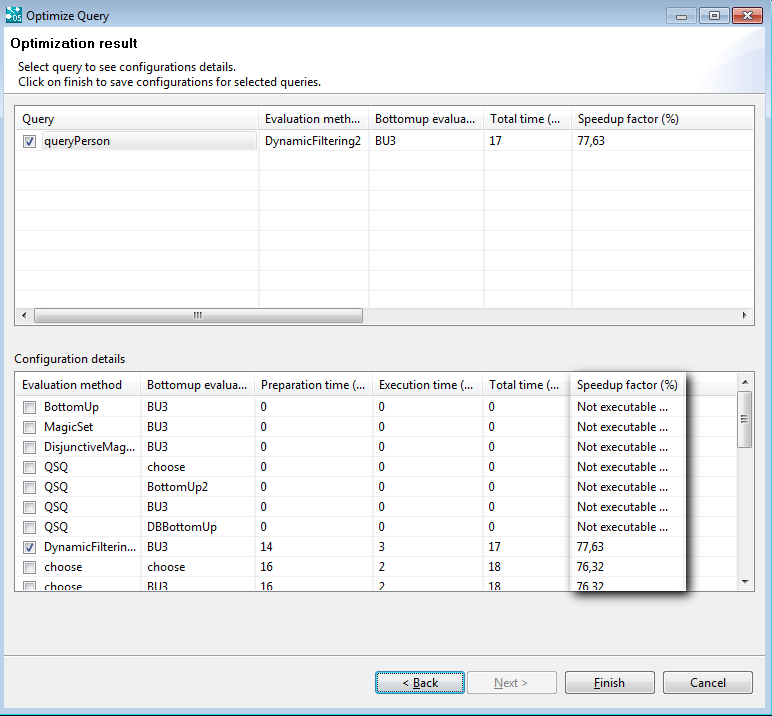 Optimize Query
Optimization result
Select query to see configurations details.
Click on finish to save configurations for selected queries.
Query Evaluation meth... Bottomup evalua... Total time (... Speedup factor (%)
queryPerson DynamicFiltering2 BU3 17 77,63
Configuration details
Evaluation method Bottomup evalua... Preparation time (... Execution time (... Total time (... Speedup factor (%)
BottomUp BU3 0 0 0 Not executable ...
MagicSet BU3 0 0 0 Not executable ...
DisjunctiveMag... BU3 0 0 0 Not executable ...
QSQ choose 0 0 0 Not executable ...
QSQ BottomUp2 0 0 0 Not executable ...
QSQ BU3 0 0 0 Not executable ...
QSQ DBBottomUp 0 0 0 Not executable ...
DynamicFilterin... BU3 14 3 17 77,63
choose choose 16 2 18 76,32
choose BU3 16 2 18 76,32
< Back Next > Finish Cancel